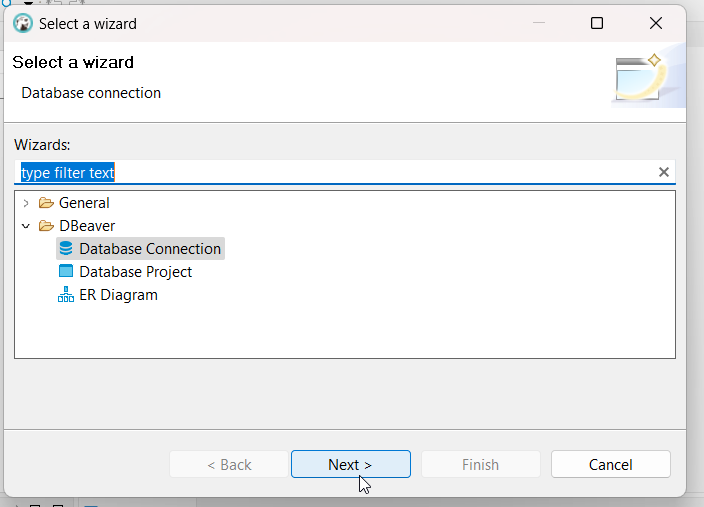 Select a wizard
Select a wizard
Database connection
Wizards:
type filter text
General
DBeaver
Database Connection
Database Project
ER Diagram
< Back Next > Finish Cancel